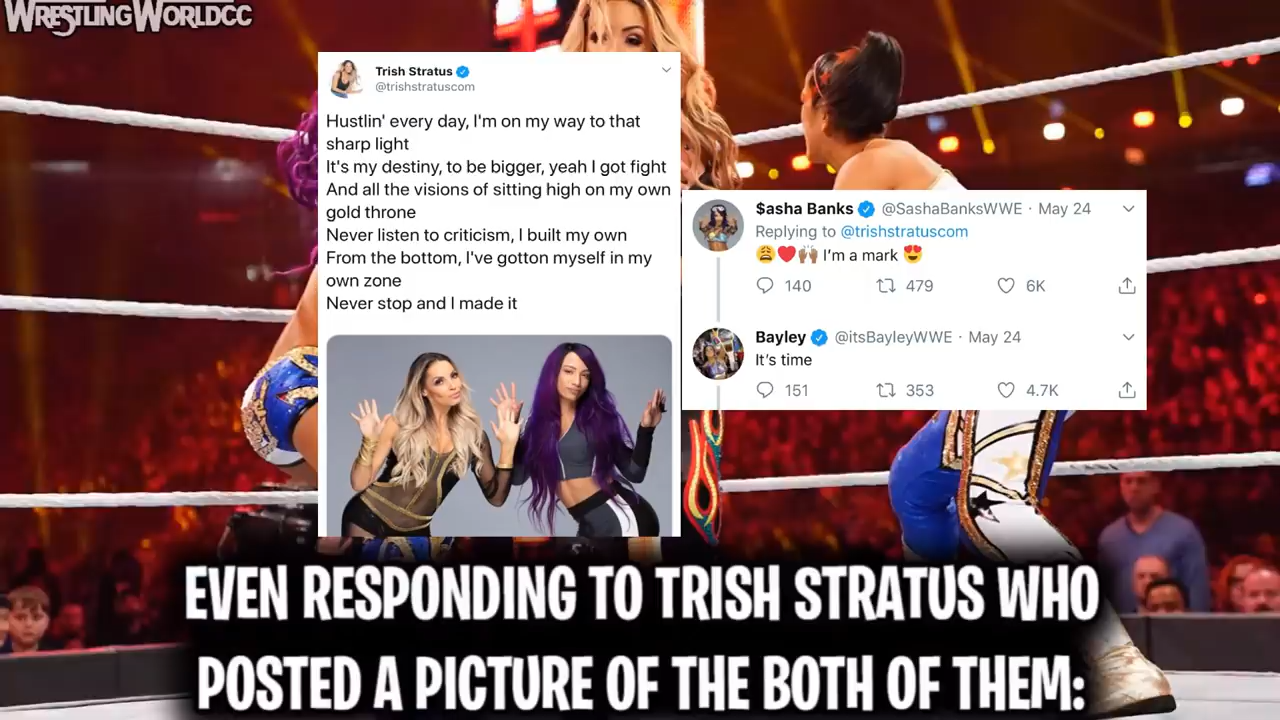 WRESTLINGWORLDCC
Trish Stratus
@trishstratuscom
Hustlin' every day, I'm on my way to that
sharp light
It's my destiny, to be bigger, yeah I got fight
And all the visions of sitting high on my own
gold throne
Never listen to criticism, I built my own
From the bottom, I've gotton myself in my
own zone
Never stop and I made it
$asha Banks @SashaBanksWWE · May 24
Replying to @trishstratuscom
😩❤️🙌🏽 I'm a mark 😍
140 479 6K
Bayley @itsBayleyWWE · May 24
It's time
151 353 4.7K
EVEN RESPONDING TO TRISH STRATUS WHO
POSTED A PICTURE OF THE BOTH OF THEM: